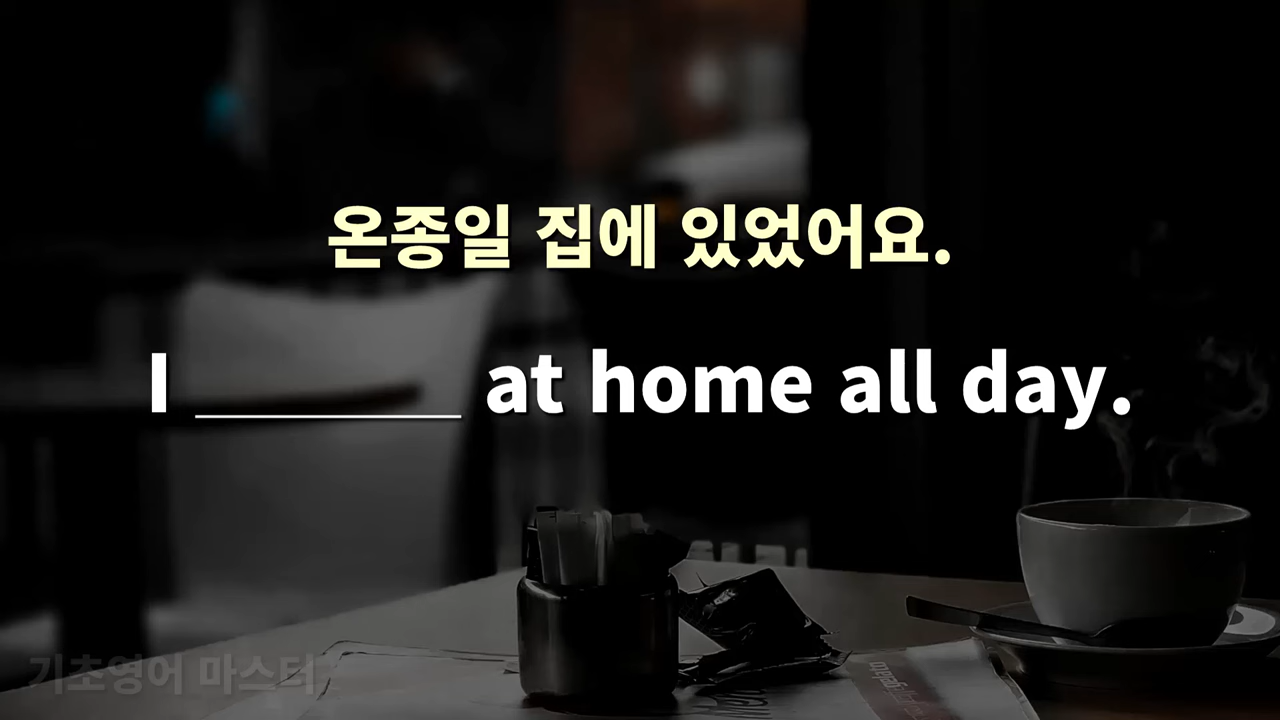 온종일 집에 있었어요.
I ________ at home all day.
기초영어 마스터